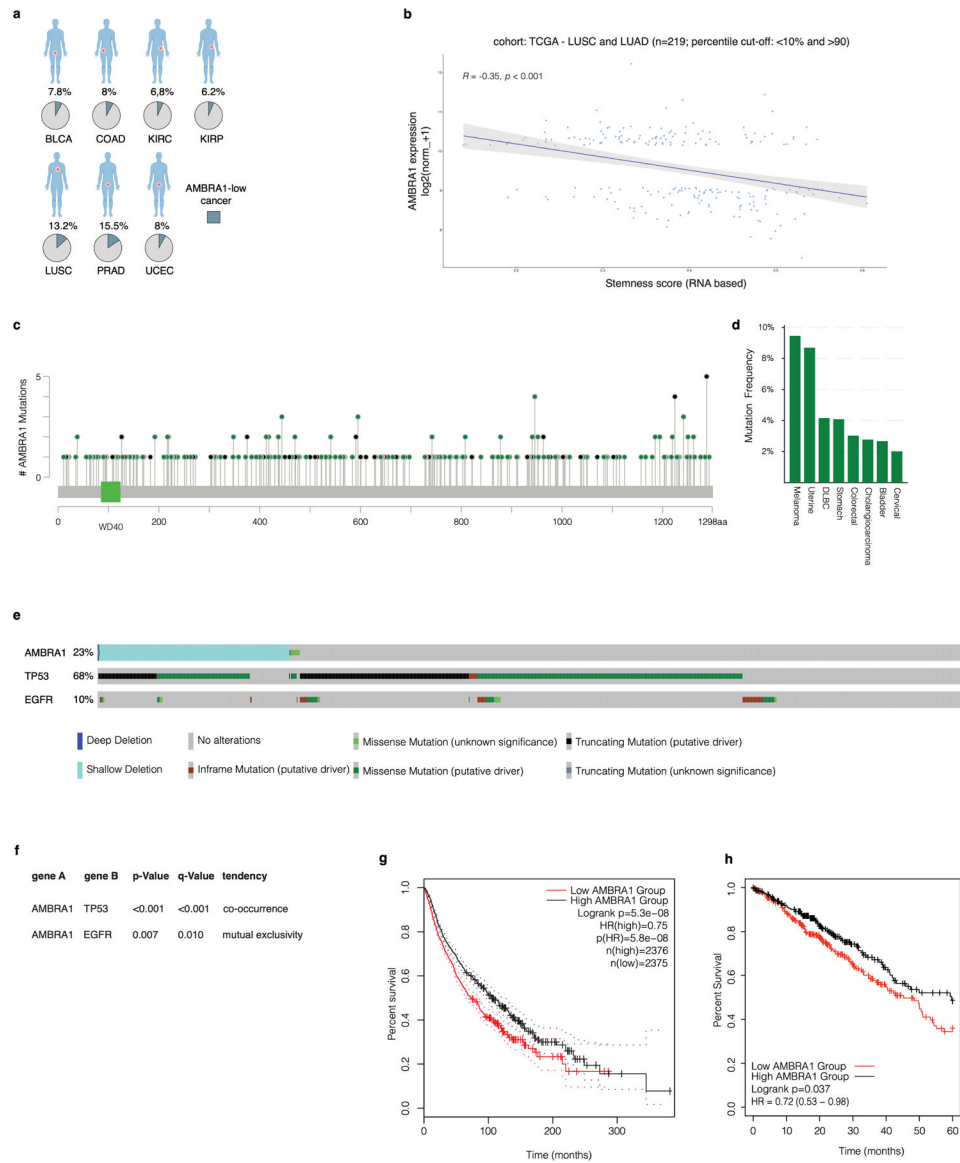 a
7.8%
8%
6,8%
6.2%
BLCA
COAD
KIRC
KIRP
AMBRA1-low
cancer
13.2%
15.5%
8%
LUSC
PRAD
UCEC
b
cohort: TCGA - LUSC and LUAD (n=219; percentile cut-off: <10% and >90)
R = -0.35, p < 0.001
AMBRA1 expression
log2(norm_+1)
Stemness score (RNA based)
c
# AMBRA1 Mutations
5
0
WD40
0
200
400
600
800
1000
1200
1298aa
d
Mutation Frequency
10%
8%
6%
4%
2%
Melanoma
Uterine
DLBC
Stomach
Colorectal
Cholangiocarcinoma
Bladder
Cervical
e
AMBRA1 23%
TP53 68%
EGFR 10%
Deep Deletion
No alterations
Missense Mutation (unknown significance)
Truncating Mutation (putative driver)
Shallow Deletion
Inframe Mutation (putative driver)
Missense Mutation (putative driver)
Truncating Mutation (unknown significance)
f
gene A gene B p-Value q-Value tendency
AMBRA1 TP53 <0.001 <0.001 co-occurrence
AMBRA1 EGFR 0.007 0.010 mutual exclusivity
g
Percent survival
1.0
0.8
0.6
0.4
0.2
0.0
Low AMBRA1 Group
High AMBRA1 Group
Logrank p=5.3e-08
HR(high)=0.75
p(HR)=5.8e-08
n(high)=2376
n(low)=2375
0
100
200
300
Time (months)
h
Percent survival
1.0
0.8
0.6
0.4
0.2
0.0
Low AMBRA1 Group
High AMBRA1 Group
Logrank p=0.037
HR = 0.72 (0.53 – 0.98)
0
10
20
30
40
50
60
Time (months)